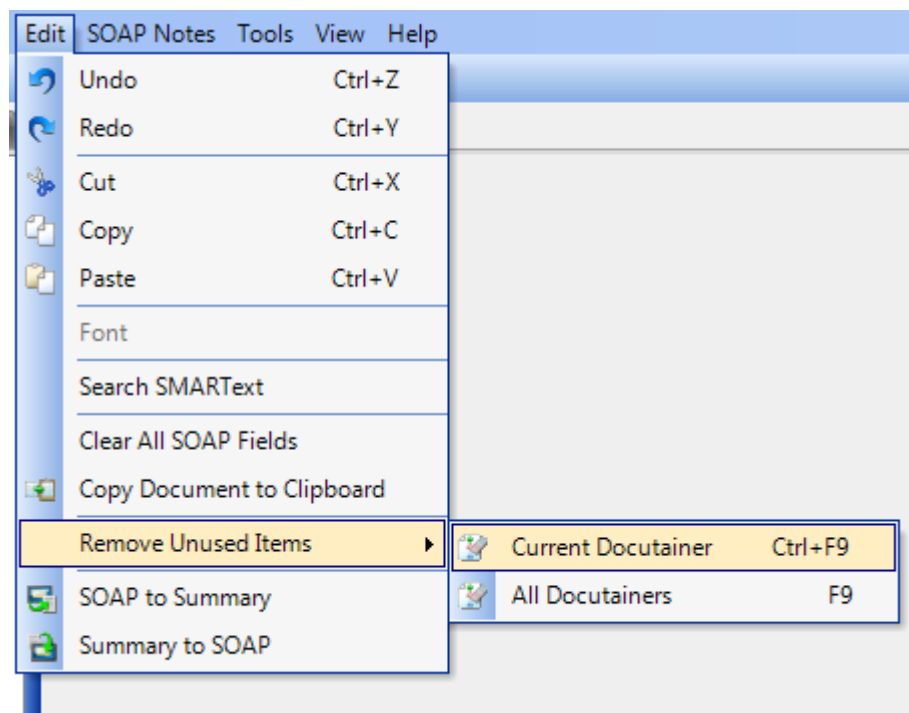 Edit SOAP Notes Tools View Help
Undo Ctrl+Z
Redo Ctrl+Y
Cut Ctrl+X
Copy Ctrl+C
Paste Ctrl+V
Font
Search SMARText
Clear All SOAP Fields
Copy Document to Clipboard
Remove Unused Items
Current Docutainer Ctrl+F9
SOAP to Summary
All Docutainers F9
Summary to SOAP